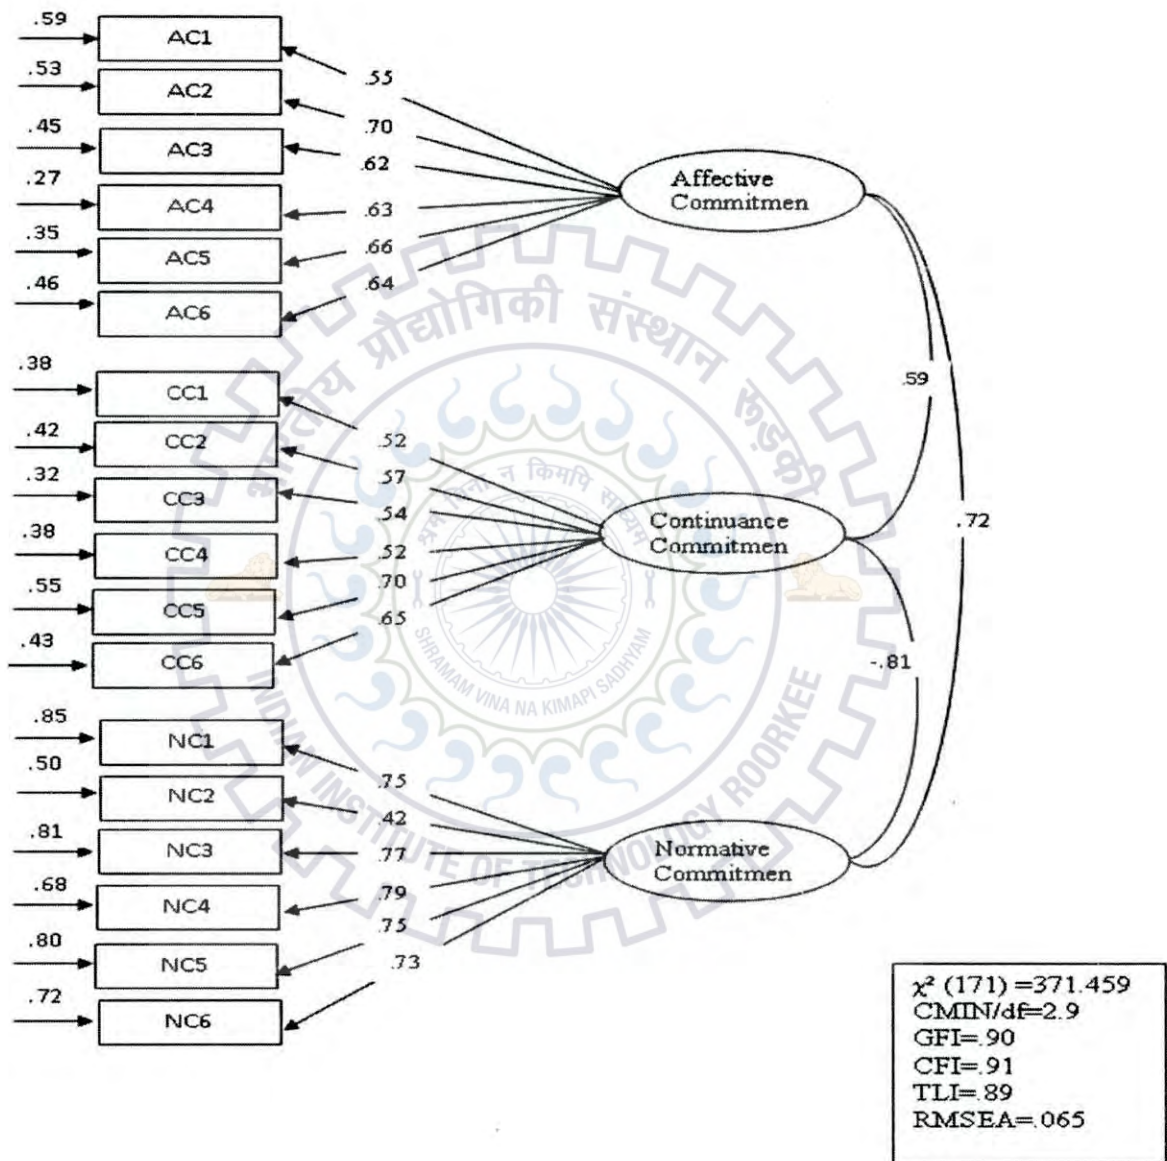 .59
AC1
.55
.53
AC2
.70
.45
AC3
.62
.27
AC4
.63
.35
AC5
.66
.46
AC6
.64
Affective
Commitmen
.38
CC1
.52
.42
CC2
.57
.32
CC3
.54
.38
CC4
.52
.55
CC5
.70
.43
CC6
.65
Continuance
Commitmen
.59
.72
-.81
.85
NC1
.75
.50
NC2
.42
.81
NC3
.77
.68
NC4
.79
.80
NC5
.75
.72
NC6
.73
Normative
Commitmen
भारतीय प्रौद्योगिकी संस्थान रूड़की
श्रम विना न किमपि साध्यम्
SHRAMAM VINA NA KIMAPI SADHYAM
INDIAN INSTITUTE OF TECHNOLOGY ROORKEE
χ² (171) =371.459
CMIN/df=2.9
GFI=.90
CFI=.91
TLI=.89
RMSEA=.065